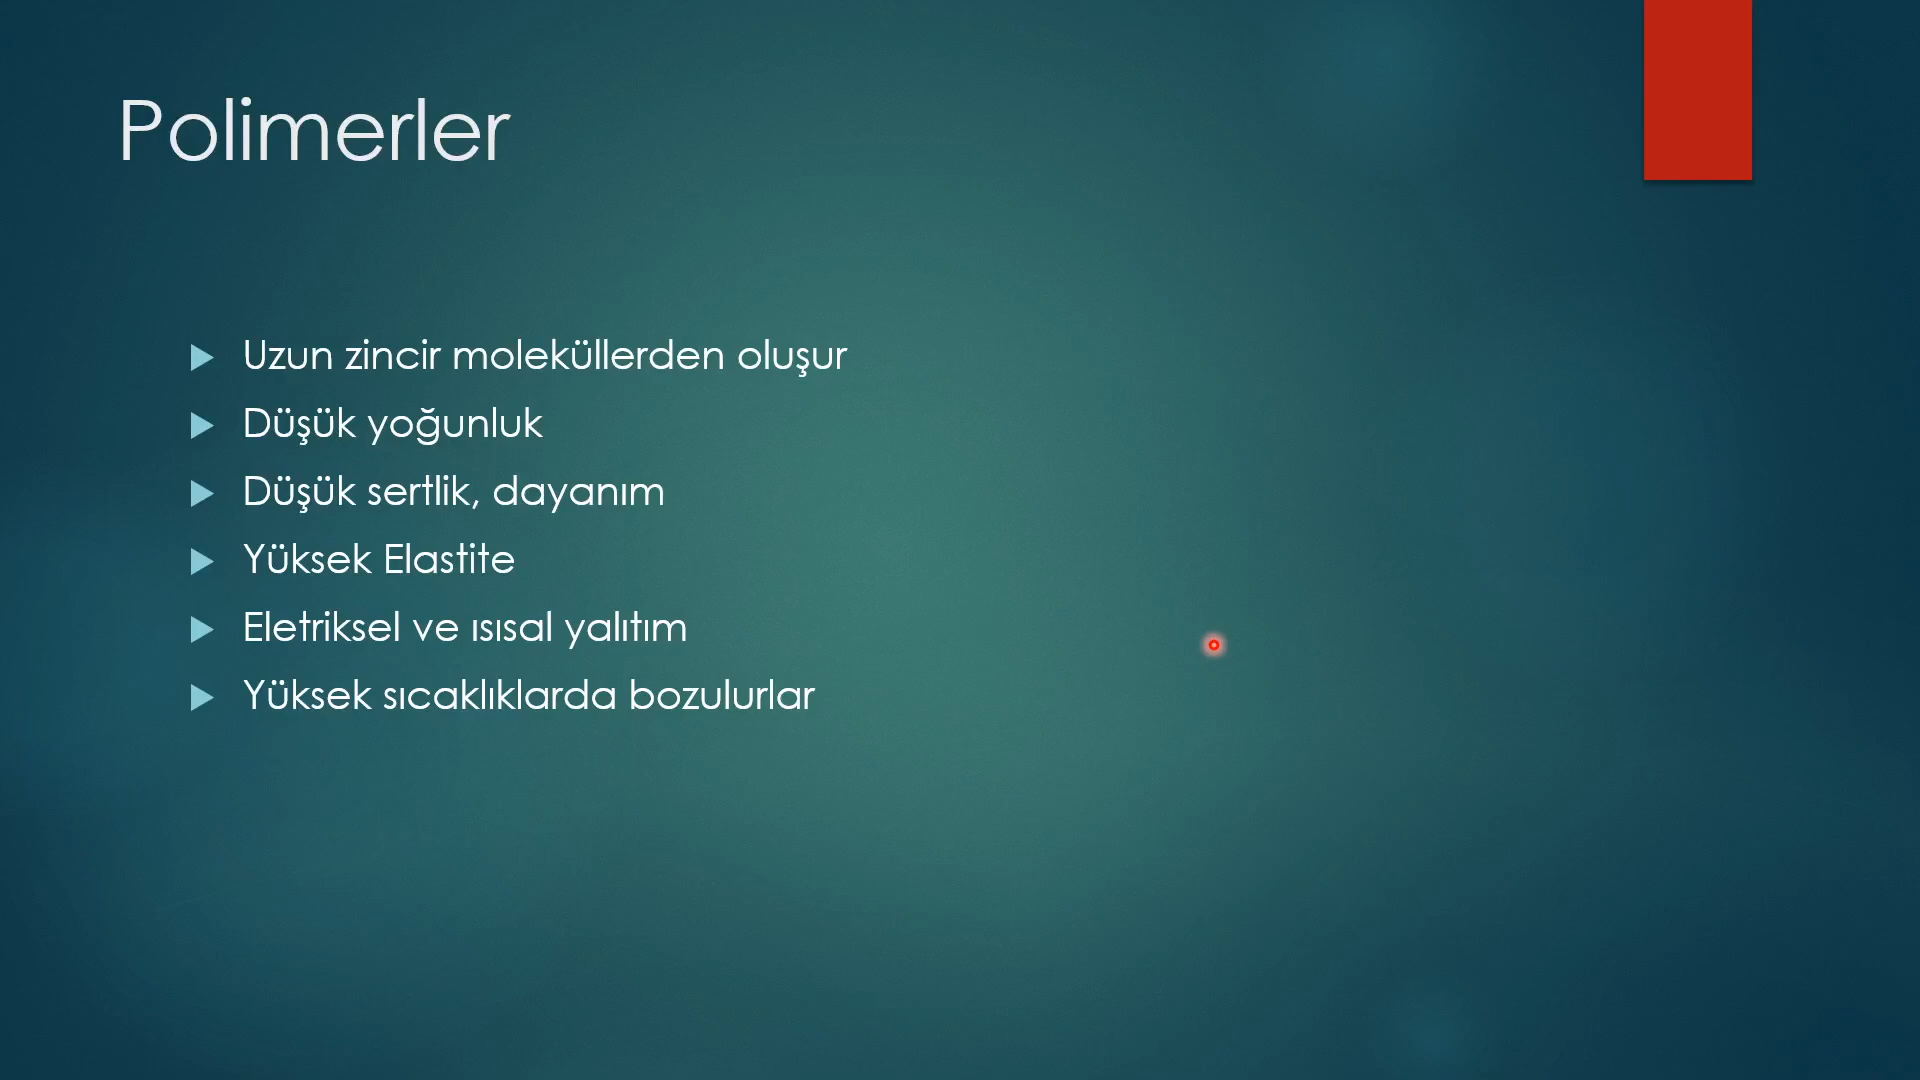 Polimerler
Uzun zincir moleküllerden oluşur
Düşük yoğunluk
Düşük sertlik, dayanım
Yüksek Elastite
Eletriksel ve ısısal yalıtım
Yüksek sıcaklıklarda bozulurlar